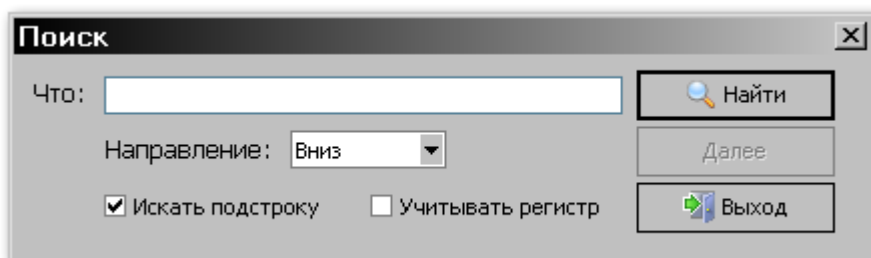 Поиск
Что:
Найти
Направление: Вниз
Далее
Искать подстроку
Учитывать регистр
Выход